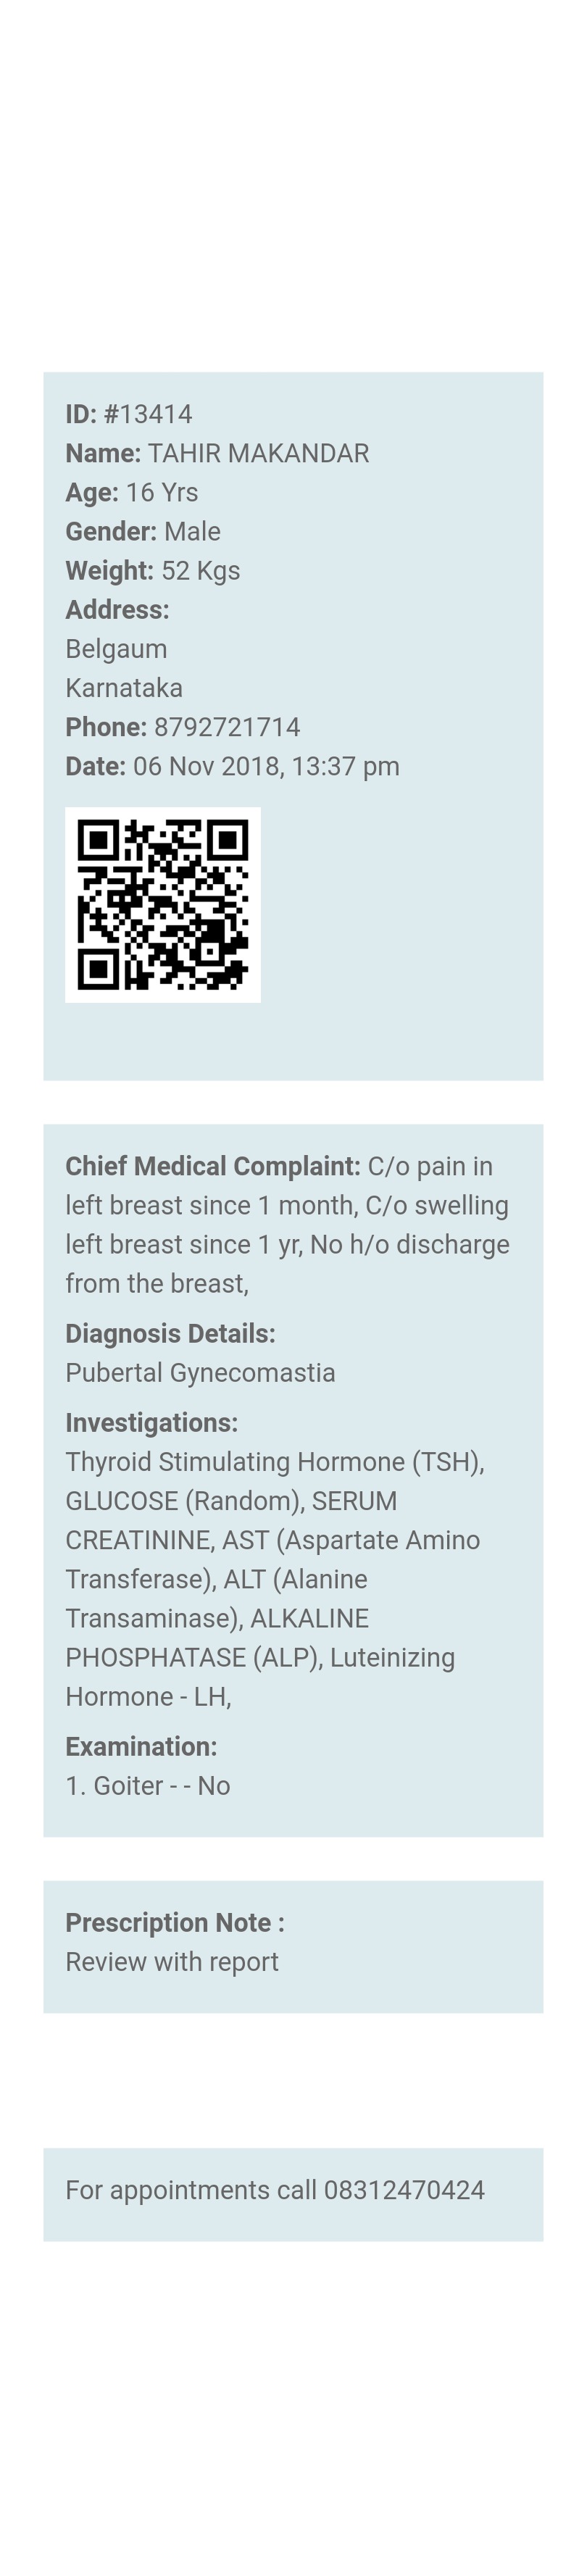 ID: #13414
Name: TAHIR MAKANDAR
Age: 16 Yrs
Gender: Male
Weight: 52 Kgs
Address:
Belgaum
Karnataka
Phone: 8792721714
Date: 06 Nov 2018, 13:37 pm
Chief Medical Complaint: C/o pain in
left breast since 1 month, C/o swelling
left breast since 1 yr, No h/o discharge
from the breast,
Diagnosis Details:
Pubertal Gynecomastia
Investigations:
Thyroid Stimulating Hormone (TSH),
GLUCOSE (Random), SERUM
CREATININE, AST (Aspartate Amino
Transferase), ALT (Alanine
Transaminase), ALKALINE
PHOSPHATASE (ALP), Luteinizing
Hormone - LH,
Examination:
1. Goiter - - No
Prescription Note :
Review with report
For appointments call 08312470424